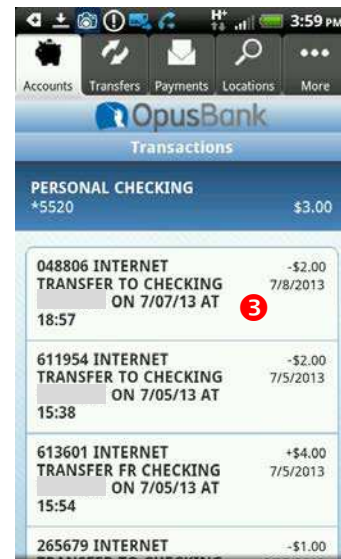 H+ 3:59 PM
Accounts Transfers Payments Locations More
OpusBank
Transactions
PERSONAL CHECKING
*5520 $3.00
048806 INTERNET -$2.00
TRANSFER TO CHECKING 7/8/2013
ON 7/07/13 AT 3
18:57
611954 INTERNET -$2.00
TRANSFER TO CHECKING 7/5/2013
ON 7/05/13 AT
15:38
613601 INTERNET +$4.00
TRANSFER FR CHECKING 7/5/2013
ON 7/05/13 AT
15:54
265679 INTERNET -$1.00